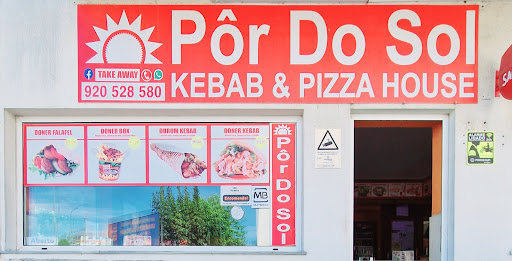 Pôr Do Sol
TAKE AWAY
KEBAB & PIZZA HOUSE
920 528 580
DONER FALAFEL
DONER BOX
DURUM KEBAB
DONER KEBAB
Pôr Do Sol
MB
Aberto